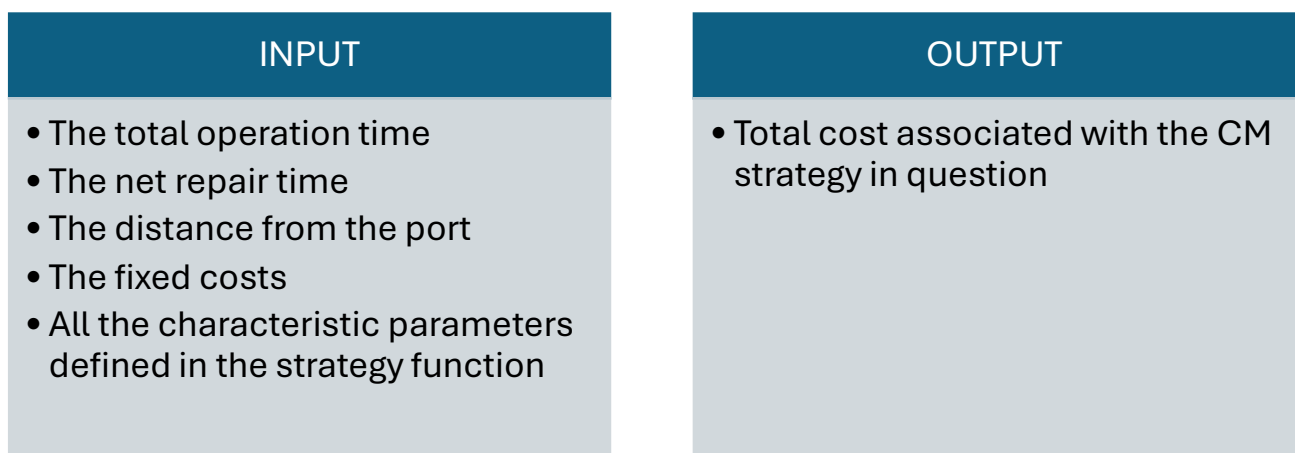 INPUT
• The total operation time
• The net repair time
• The distance from the port
• The fixed costs
• All the characteristic parameters
defined in the strategy function
OUTPUT
• Total cost associated with the CM
strategy in question